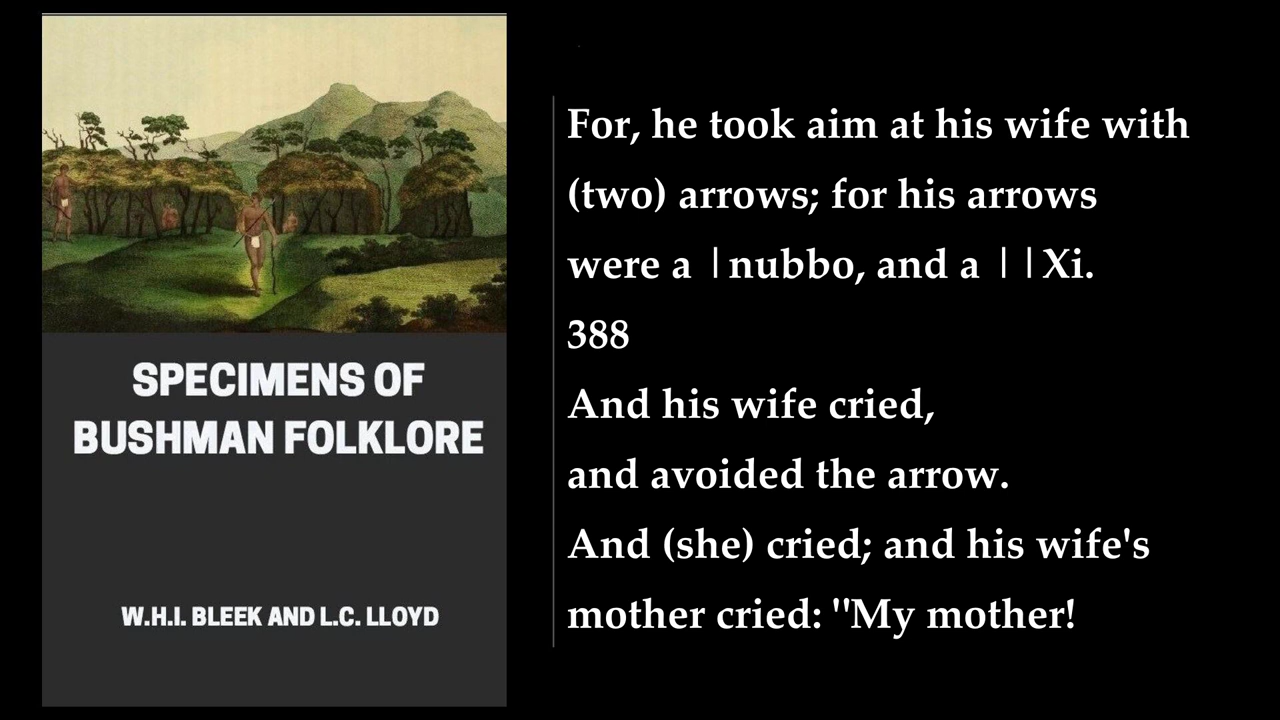 SPECIMENS OF
BUSHMAN FOLKLORE
W.H.I. BLEEK AND L.C. LLOYD
For, he took aim at his wife with
(two) arrows; for his arrows
were a |nubbo, and a ||Xi.
388
And his wife cried,
and avoided the arrow.
And (she) cried; and his wife's
mother cried: "My mother!